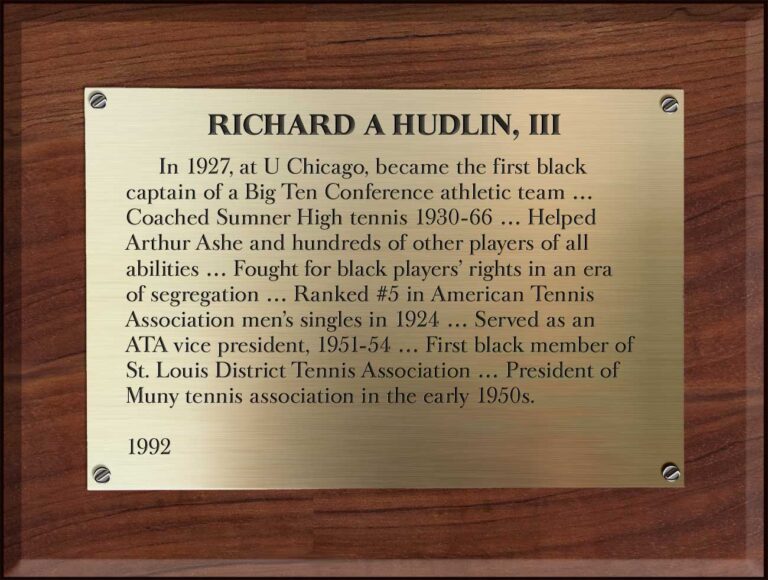 RICHARD A HUDLIN, III
In 1927, at U Chicago, became the first black
captain of a Big Ten Conference athletic team ...
Coached Sumner High tennis 1930-66 ... Helped
Arthur Ashe and hundreds of other players of all
abilities ... Fought for black players' rights in an era
of segregation ... Ranked #5 in American Tennis
Association men's singles in 1924 ... Served as an
ATA vice president, 1951-54 ... First black member of
St. Louis District Tennis Association ... President of
Muny tennis association in the early 1950s.
1992